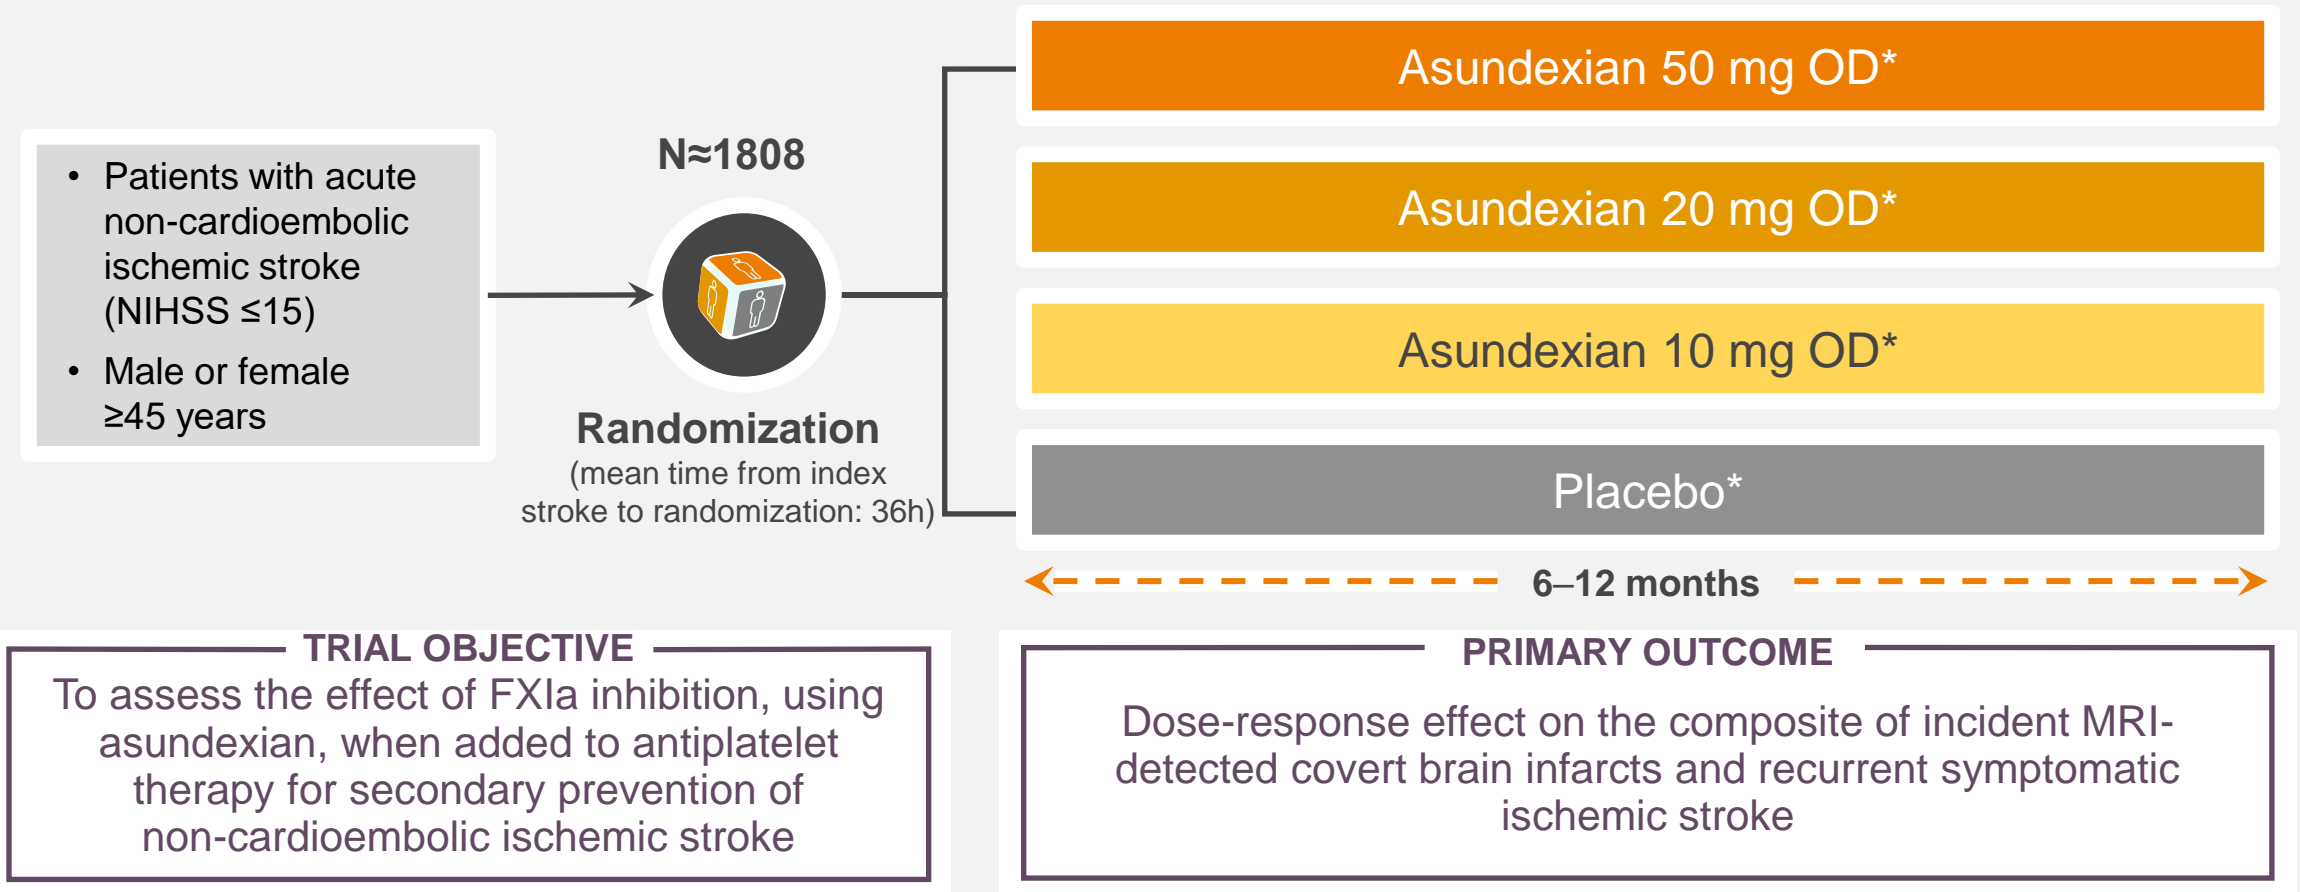 • Patients with acute
non-cardioembolic
ischemic stroke
(NIHSS ≤15)
• Male or female
≥45 years
N≈1808
Randomization
(mean time from index
stroke to randomization: 36h)
Asundexian 50 mg OD*
Asundexian 20 mg OD*
Asundexian 10 mg OD*
Placebo*
6–12 months
TRIAL OBJECTIVE
To assess the effect of FXIa inhibition, using
asundexian, when added to antiplatelet
therapy for secondary prevention of
non-cardioembolic ischemic stroke
PRIMARY OUTCOME
Dose-response effect on the composite of incident MRI-
detected covert brain infarcts and recurrent symptomatic
ischemic stroke